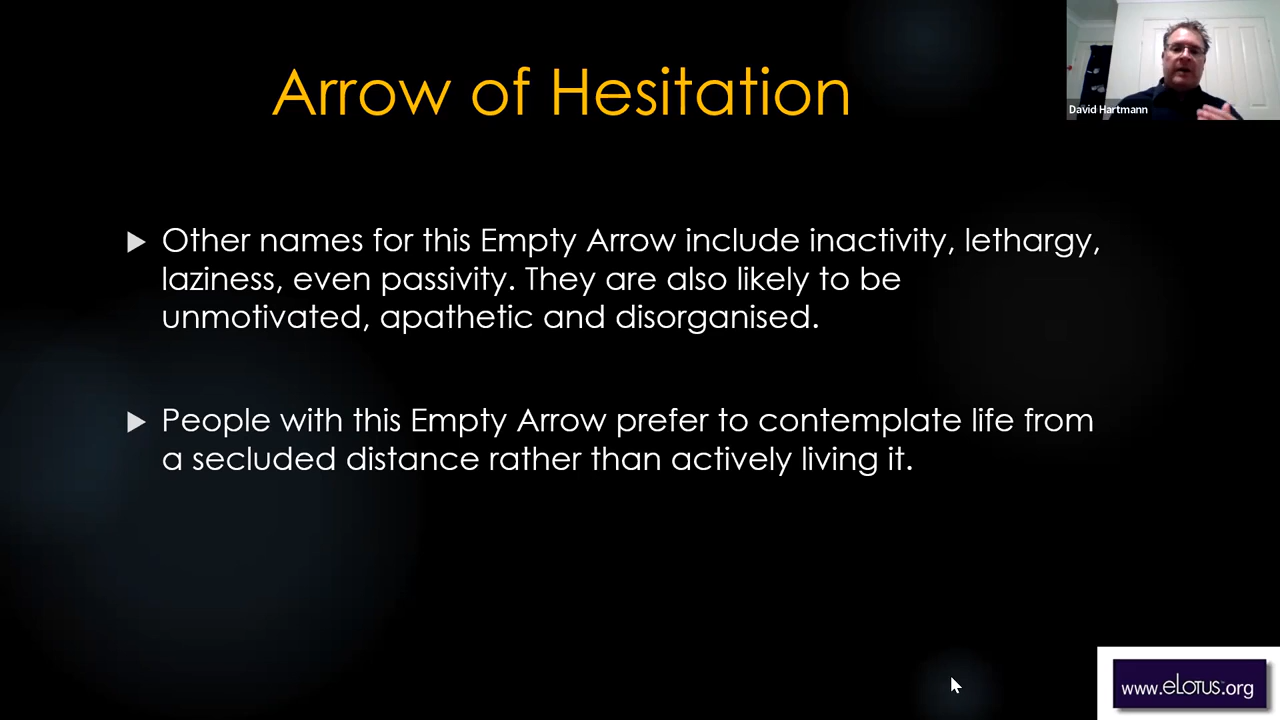 Arrow of Hesitation
David Hartmann
Other names for this Empty Arrow include inactivity, lethargy,
laziness, even passivity. They are also likely to be
unmotivated, apathetic and disorganised.
People with this Empty Arrow prefer to contemplate life from
a secluded distance rather than actively living it.
www.eLOTUS.org